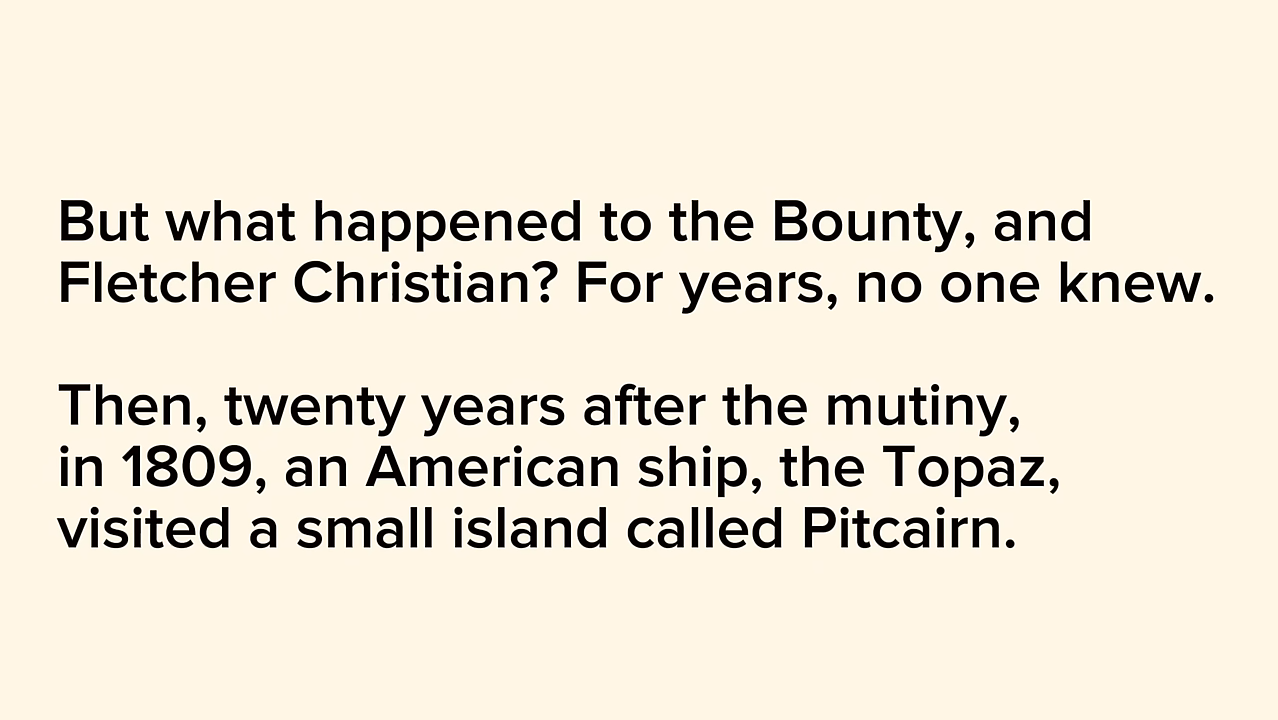 But what happened to the Bounty, and
Fletcher Christian? For years, no one knew.
Then, twenty years after the mutiny,
in 1809, an American ship, the Topaz,
visited a small island called Pitcairn.